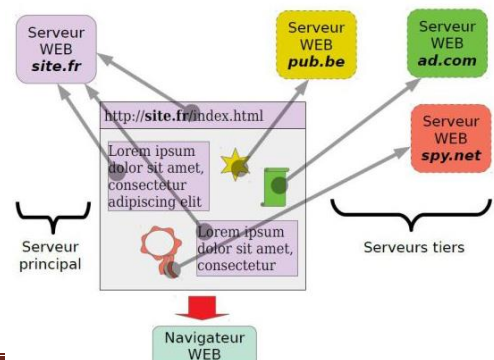 Serveur
WEB
site.fr
Serveur
WEB
pub.be
Serveur
WEB
ad.com
http://site.fr/index.html
Serveur
WEB
spy.net
Lorem ipsum
dolor sit amet,
consectetur
adipiscing elit
Lorem ipsum
dolor sit amet,
consectetur
Serveur
principal
Serveurs tiers
Navigateur
WEB